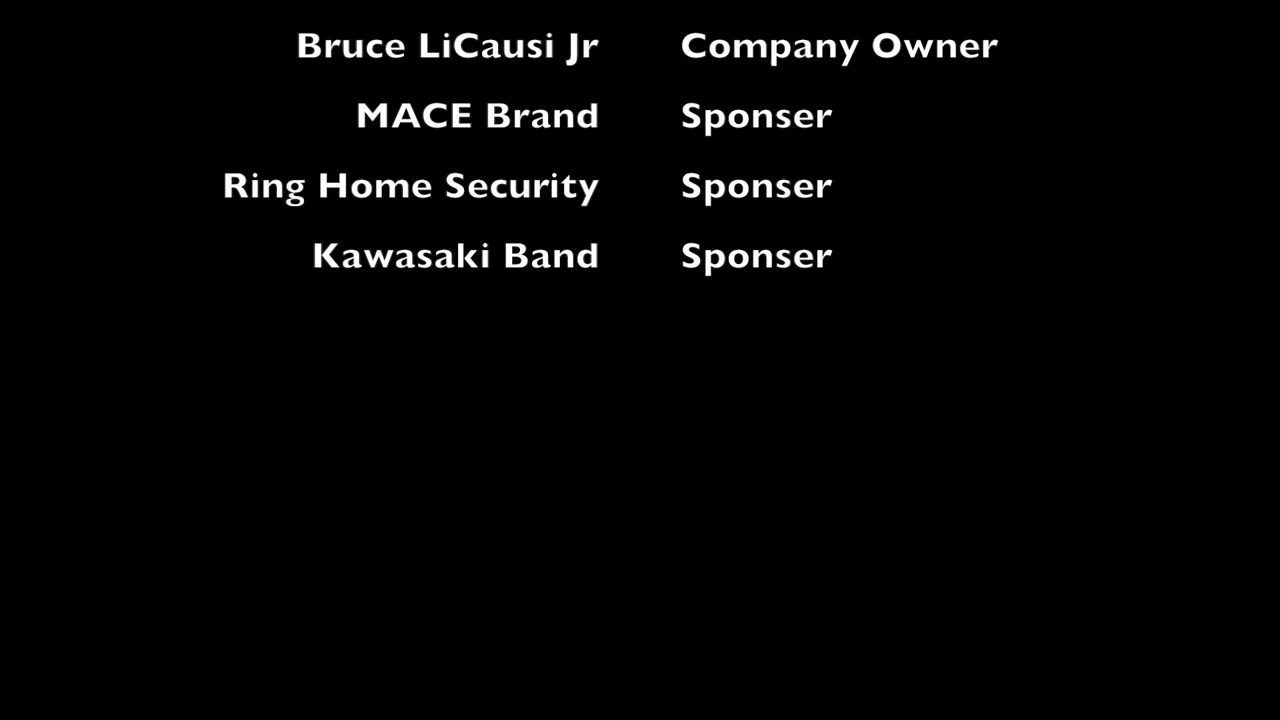 Bruce LiCausi Jr Company Owner
MACE Brand Sponser
Ring Home Security Sponser
Kawasaki Band Sponser